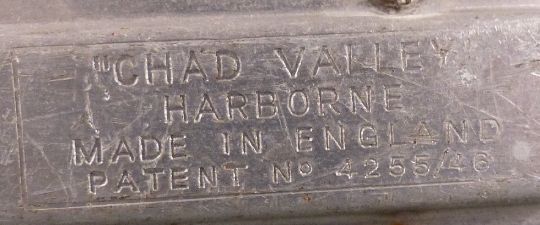 "CHAD VALLEY"
HARBORNE
MADE IN ENGLAND
PATENT Nº 4255/46